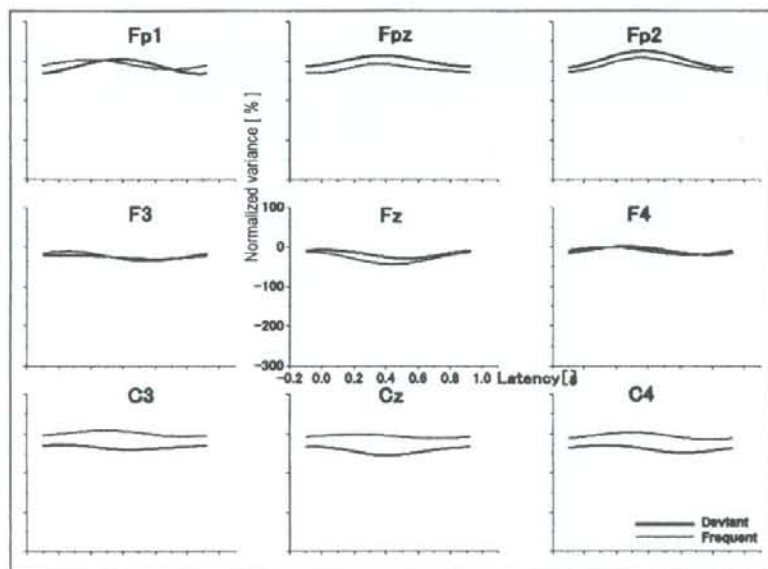 Fp1 Fpz Fp2
Normalized variance [ % ]
F3 Fz F4
100
0
-100
-200
-300
-0.2 0.0 0.2 0.4 0.6 0.8 1.0 Latency[
C3 Cz C4
Deviant
Frequent